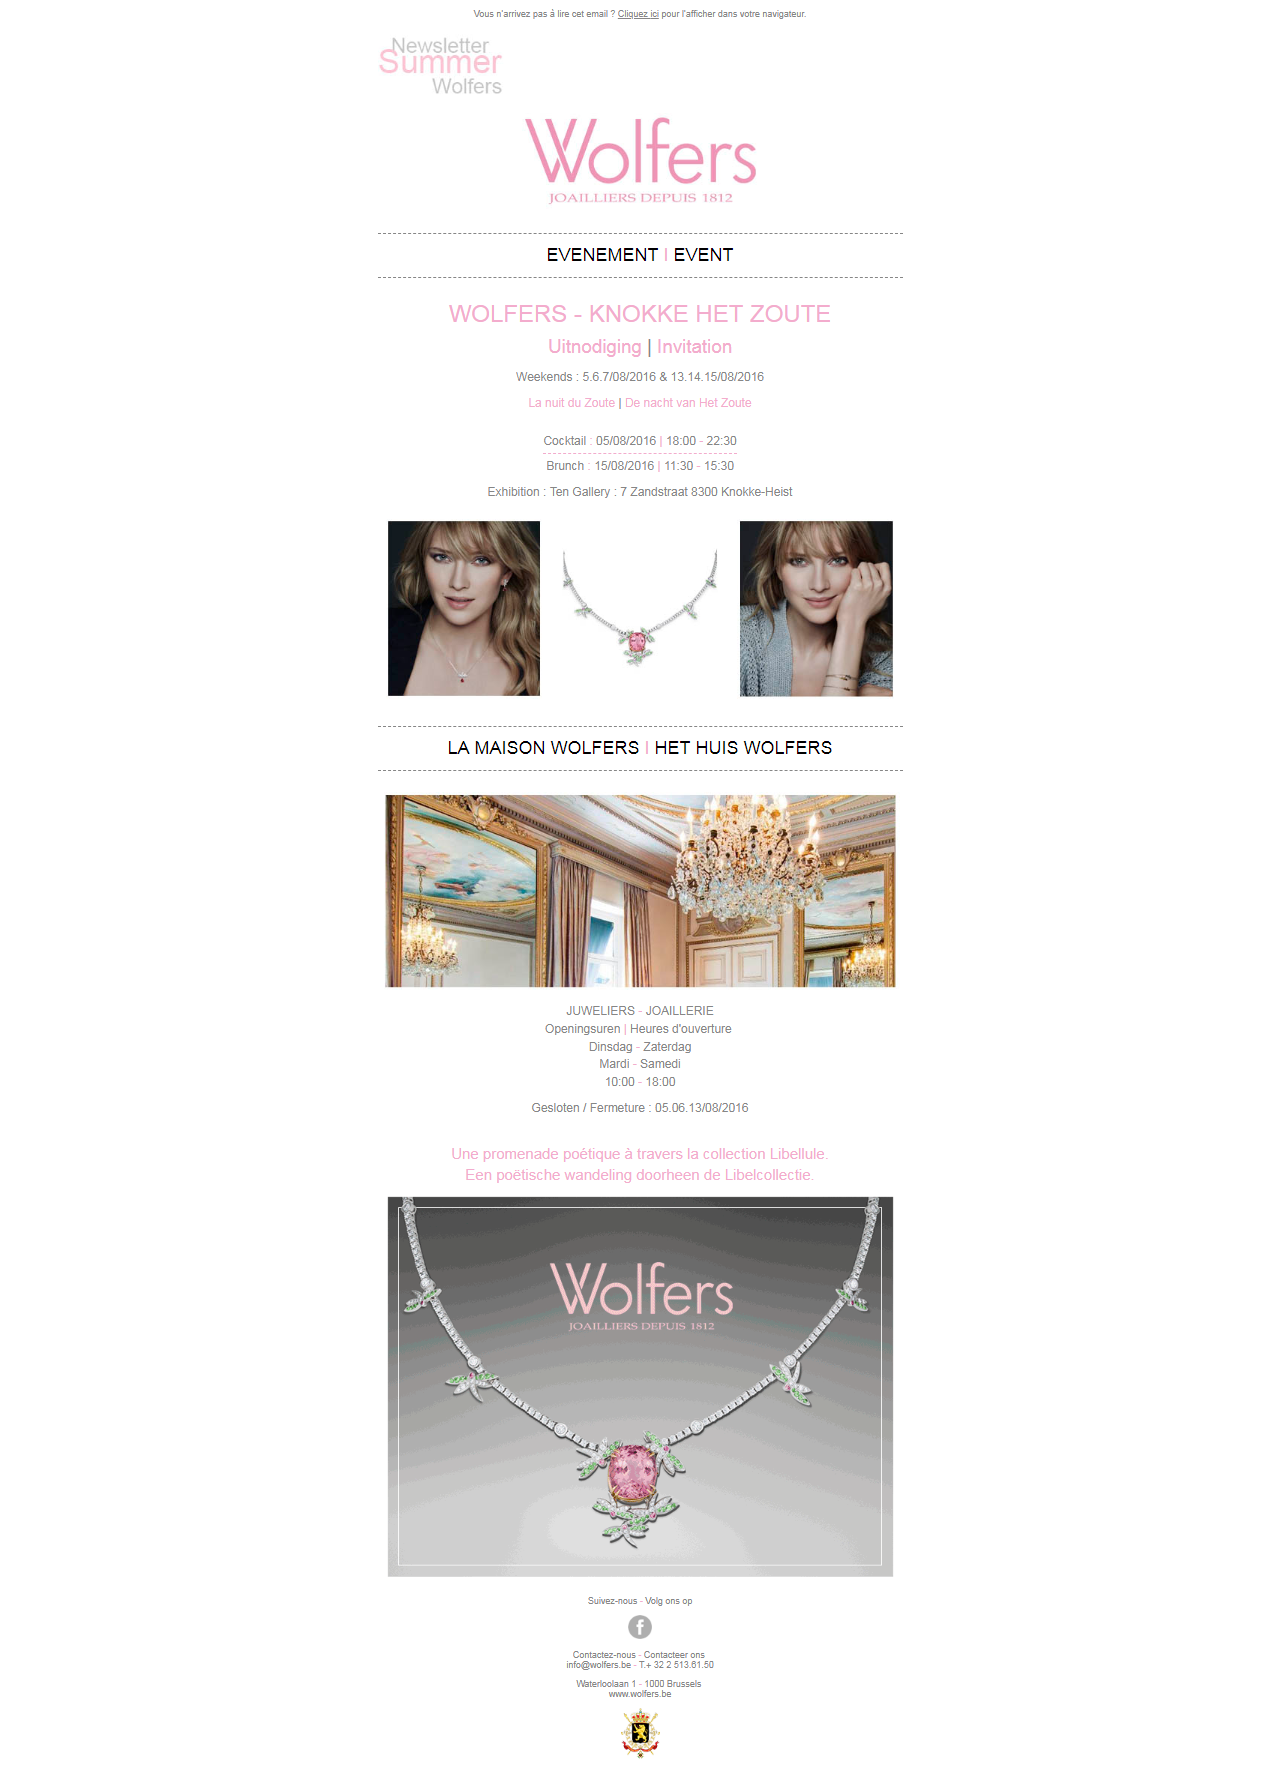 Vous n'arrivez pas à lire cet email ? Cliquez ici pour l'afficher dans votre navigateur.
Newsletter
Summer
Wolfers
Wolfers
JOAILLIERS DEPUIS 1812
EVENEMENT | EVENT
WOLFERS - KNOKKE HET ZOUTE
Uitnodiging | Invitation
Weekends : 5.6.7/08/2016 & 13.14.15/08/2016
La nuit du Zoute | De nacht van Het Zoute
Cocktail : 05/08/2016 | 18:00 - 22:30
Brunch : 15/08/2016 | 11:30 - 15:30
Exhibition : Ten Gallery : 7 Zandstraat 8300 Knokke-Heist
LA MAISON WOLFERS | HET HUIS WOLFERS
JUWELIERS - JOAILLERIE
Openingsuren | Heures d'ouverture
Dinsdag - Zaterdag
Mardi - Samedi
10:00 - 18:00
Gesloten / Fermeture : 05.06.13/08/2016
Une promenade poétique à travers la collection Libellule.
Een poëtische wandeling doorheen de Libelcollectie.
Wolfers
JOAILLIERS DEPUIS 1812
Suivez-nous - Volg ons op
Contactez-nous - Contacteer ons
info@wolfers.be - T.+ 32 2 513.61.50
Waterloolaan 1 - 1000 Brussels
www.wolfers.be